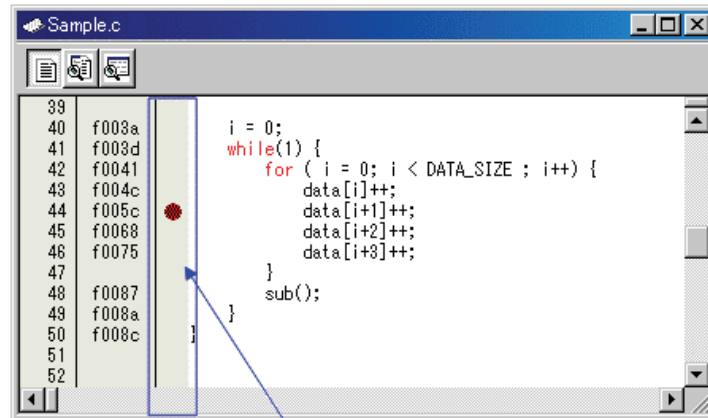 Sample.c
39
40 f003a i = 0;
41 f003d while(1) {
42 f0041 for ( i = 0; i < DATA_SIZE ; i++) {
43 f004c data[i]++;
44 f005c data[i+1]++;
45 f0068 data[i+2]++;
46 f0075 data[i+3]++;
47 }
48 f0087 sub();
49 f008a }
50 f008c }
51
52